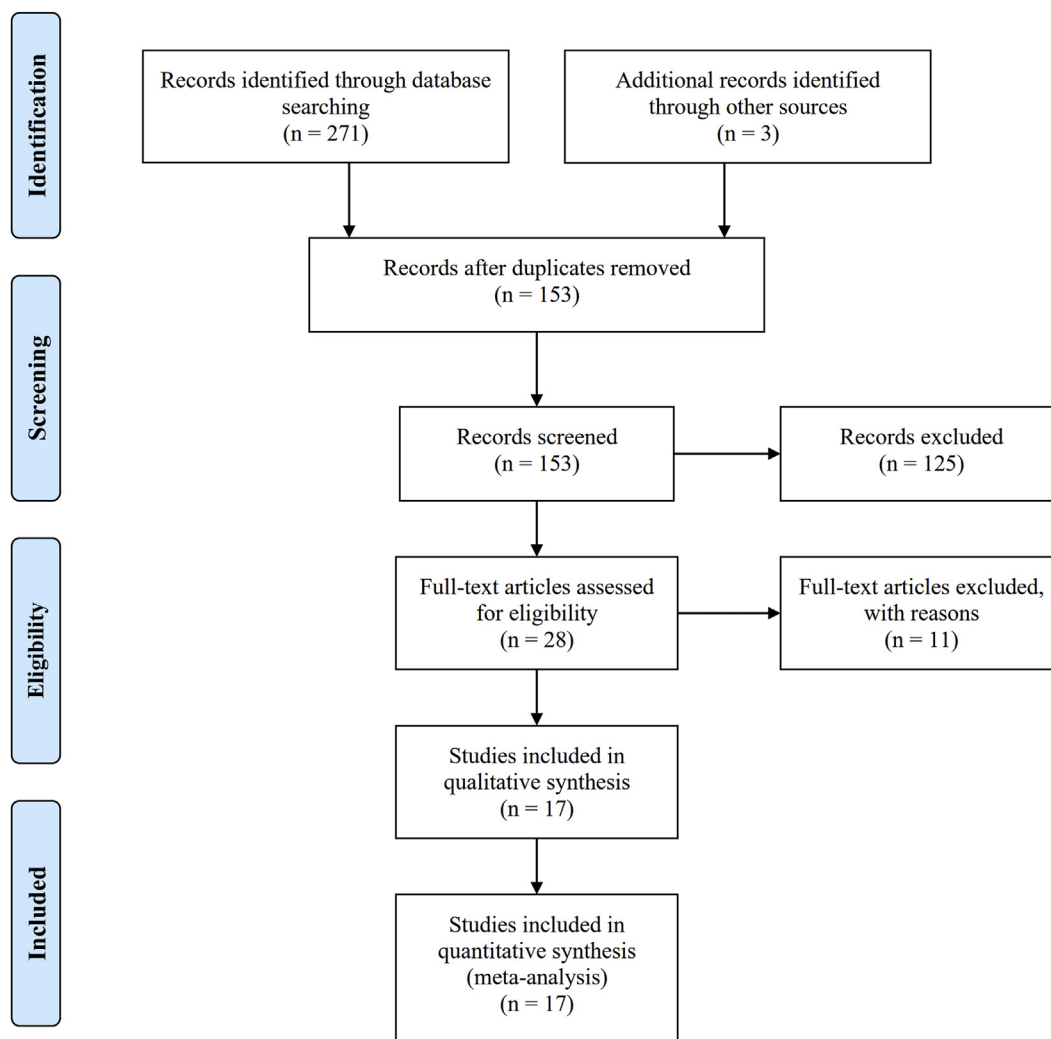 Identification
Records identified through database
searching
(n = 271)
Additional records identified
through other sources
(n = 3)
Records after duplicates removed
(n = 153)
Screening
Records screened
(n = 153)
Records excluded
(n = 125)
Eligibility
Full-text articles assessed
for eligibility
(n = 28)
Full-text articles excluded,
with reasons
(n = 11)
Studies included in
qualitative synthesis
(n = 17)
Included
Studies included in
quantitative synthesis
(meta-analysis)
(n = 17)